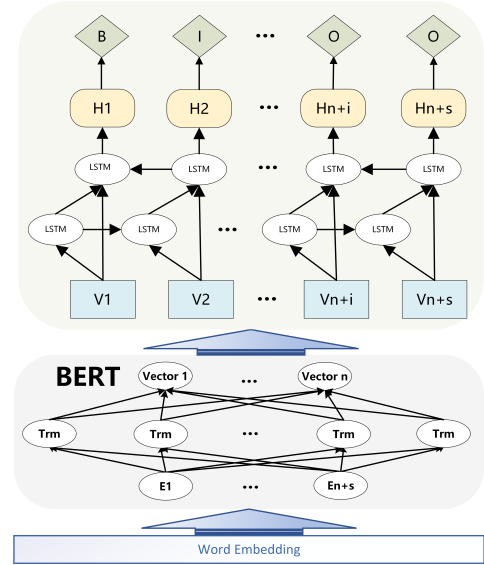 B I ... O O
H1 H2 ... Hn+i Hn+s
LSTM LSTM ... LSTM LSTM
LSTM LSTM ... LSTM LSTM
V1 V2 ... Vn+i Vn+s
BERT Vector 1 ... Vector n
Trm Trm ... Trm Trm
E1 ... En+s
Word Embedding